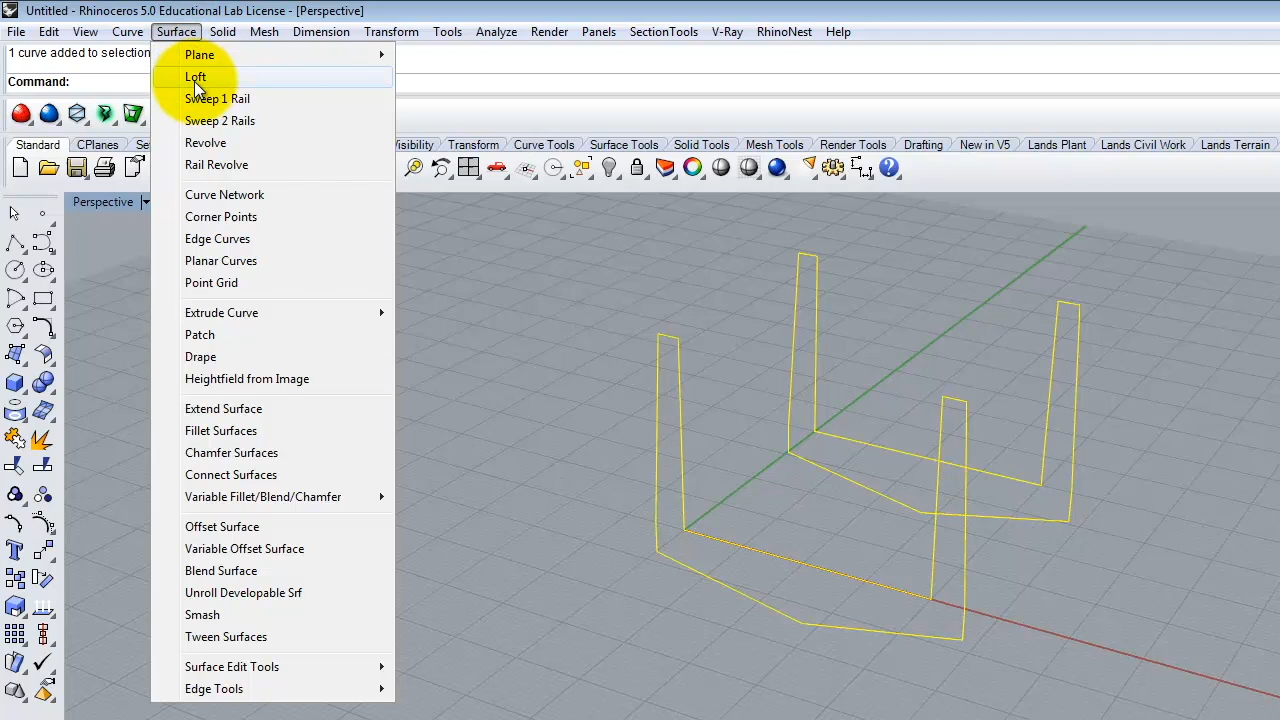 Untitled - Rhinoceros 5.0 Educational Lab License - [Perspective]
File Edit View Curve Surface Solid Mesh Dimension Transform Tools Analyze Render Panels SectionTools V-Ray RhinoNest Help
1 curve added to selection
Command:
Standard CPlanes Visibility Transform Curve Tools Surface Tools Solid Tools Mesh Tools Render Tools Drafting New in V5 Lands Plant Lands Civil Work Lands Terrain
Perspective
Plane
Loft
Sweep 1 Rail
Sweep 2 Rails
Revolve
Rail Revolve
Curve Network
Corner Points
Edge Curves
Planar Curves
Point Grid
Extrude Curve
Patch
Drape
Heightfield from Image
Extend Surface
Fillet Surfaces
Chamfer Surfaces
Connect Surfaces
Variable Fillet/Blend/Chamfer
Offset Surface
Variable Offset Surface
Blend Surface
Unroll Developable Srf
Smash
Tween Surfaces
Surface Edit Tools
Edge Tools